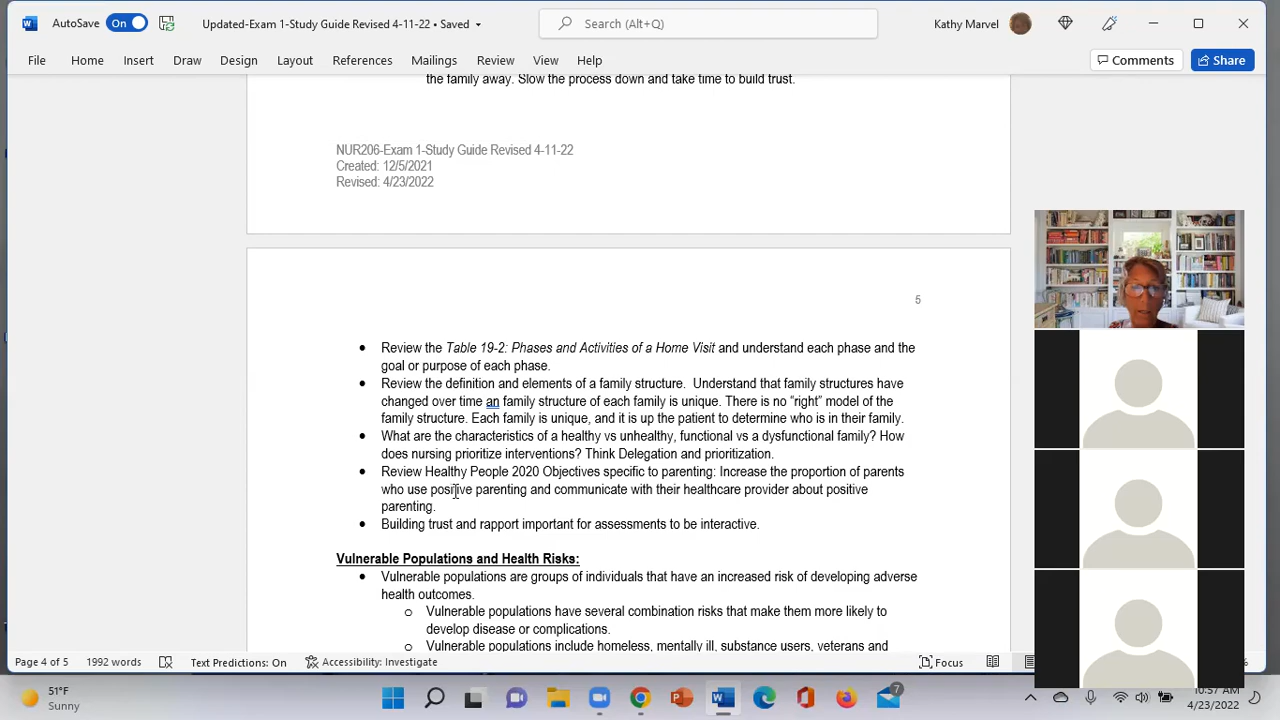 AutoSave On Updated-Exam 1-Study Guide Revised 4-11-22 • Saved Search (Alt+Q) Kathy Marvel
File Home Insert Draw Design Layout References Mailings Review View Help Comments Share
the family away. Slow the process down and take time to build trust.
NUR206-Exam 1-Study Guide Revised 4-11-22
Created: 12/5/2021
Revised: 4/23/2022
5
• Review the Table 19-2: Phases and Activities of a Home Visit and understand each phase and the
goal or purpose of each phase.
• Review the definition and elements of a family structure. Understand that family structures have
changed over time an family structure of each family is unique. There is no “right” model of the
family structure. Each family is unique, and it is up the patient to determine who is in their family.
• What are the characteristics of a healthy vs unhealthy, functional vs a dysfunctional family? How
does nursing prioritize interventions? Think Delegation and prioritization.
• Review Healthy People 2020 Objectives specific to parenting: Increase the proportion of parents
who use positive parenting and communicate with their healthcare provider about positive
parenting.
• Building trust and rapport important for assessments to be interactive.
Vulnerable Populations and Health Risks:
• Vulnerable populations are groups of individuals that have an increased risk of developing adverse
health outcomes.
o Vulnerable populations have several combination risks that make them more likely to
develop disease or complications.
o Vulnerable populations include homeless, mentally ill, substance users, veterans and
Page 4 of 5 1992 words Text Predictions: On Accessibility: Investigate Focus %
51°F
Sunny
7
10:57 AM
4/23/2022